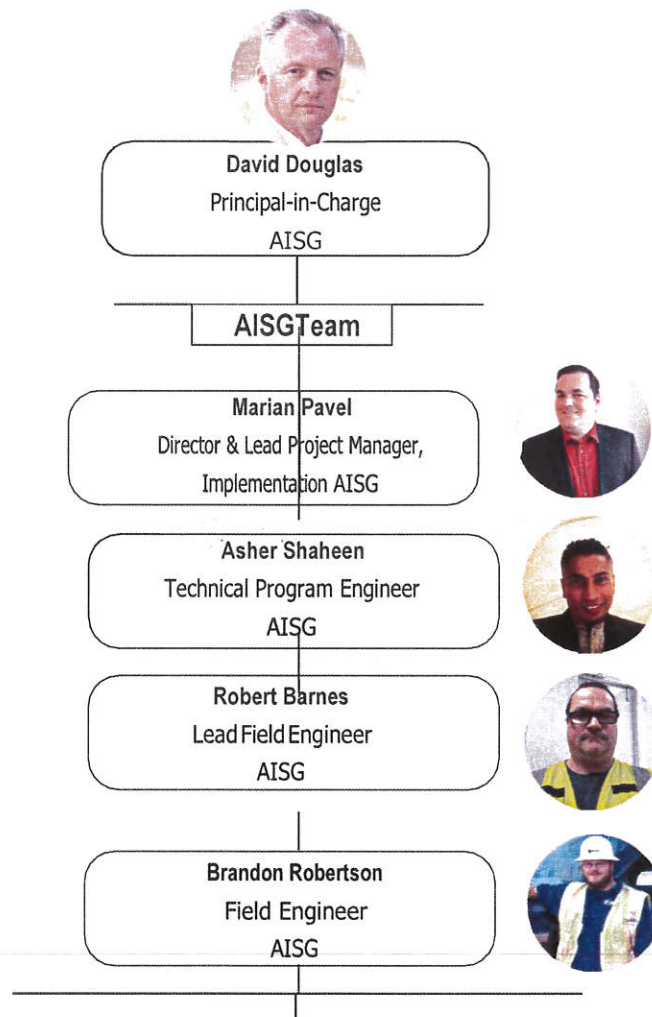 David Douglas
Principal-in-Charge
AISG
AISGTeam
Marian Pavel
Director & Lead Project Manager,
Implementation AISG
Asher Shaheen
Technical Program Engineer
AISG
Robert Barnes
Lead Field Engineer
AISG
Brandon Robertson
Field Engineer
AISG